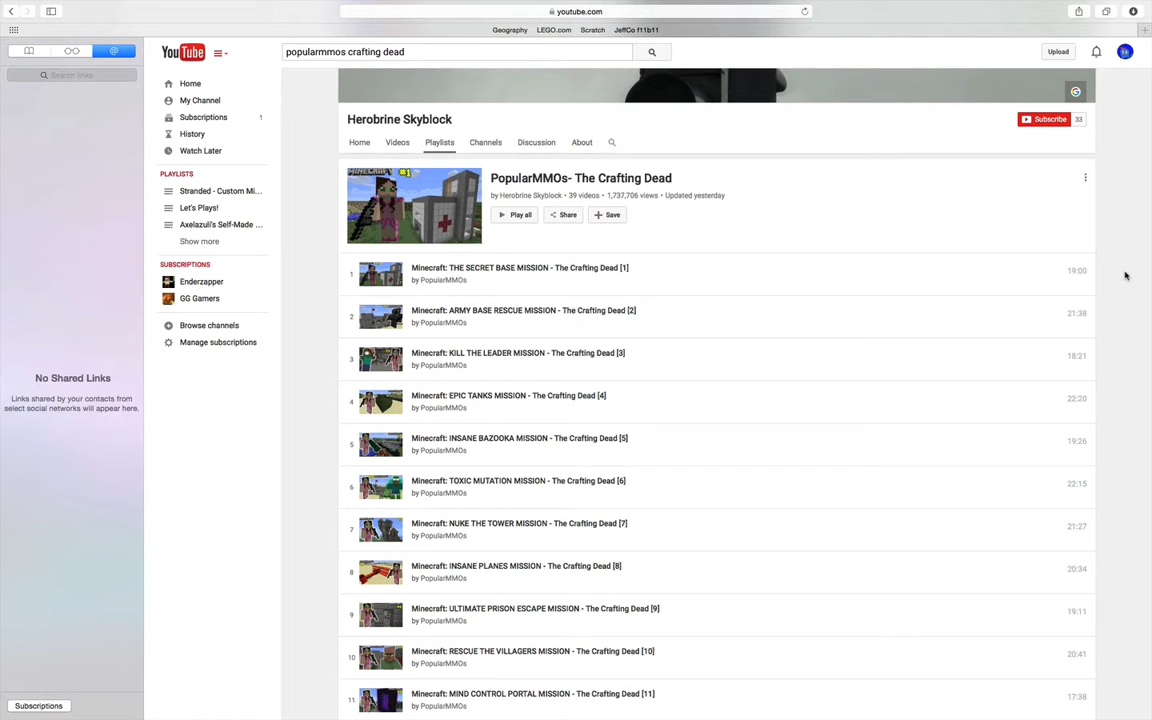 youtube.com
Geography LEGO.com Scratch JeffCo f11b11
Search links
YouTube
popularmmos crafting dead
Upload
Home
My Channel
Subscriptions 1
History
Watch Later
PLAYLISTS
Stranded - Custom Mi...
Let's Plays!
Axelazuli's Self-Made ...
Show more
SUBSCRIPTIONS
Enderzapper
GG Gamers
Browse channels
Manage subscriptions
No Shared Links
Links shared by your contacts from
select social networks will appear here.
Subscriptions
Herobrine Skyblock
Subscribe 33
Home Videos Playlists Channels Discussion About
MINECRAFT #1
PopularMMOs- The Crafting Dead
by Herobrine Skyblock • 39 videos • 1,737,706 views • Updated yesterday
Play all Share Save
1 Minecraft: THE SECRET BASE MISSION - The Crafting Dead [1] 19:00
by PopularMMOs
2 Minecraft: ARMY BASE RESCUE MISSION - The Crafting Dead [2] 21:38
by PopularMMOs
3 Minecraft: KILL THE LEADER MISSION - The Crafting Dead [3] 18:21
by PopularMMOs
4 Minecraft: EPIC TANKS MISSION - The Crafting Dead [4] 22:20
by PopularMMOs
5 Minecraft: INSANE BAZOOKA MISSION - The Crafting Dead [5] 19:26
by PopularMMOs
6 Minecraft: TOXIC MUTATION MISSION - The Crafting Dead [6] 22:15
by PopularMMOs
7 Minecraft: NUKE THE TOWER MISSION - The Crafting Dead [7] 21:27
by PopularMMOs
8 Minecraft: INSANE PLANES MISSION - The Crafting Dead [8] 20:34
by PopularMMOs
9 Minecraft: ULTIMATE PRISON ESCAPE MISSION - The Crafting Dead [9] 19:11
by PopularMMOs
10 Minecraft: RESCUE THE VILLAGERS MISSION - The Crafting Dead [10] 20:41
by PopularMMOs
11 Minecraft: MIND CONTROL PORTAL MISSION - The Crafting Dead [11] 17:38
by PopularMMOs